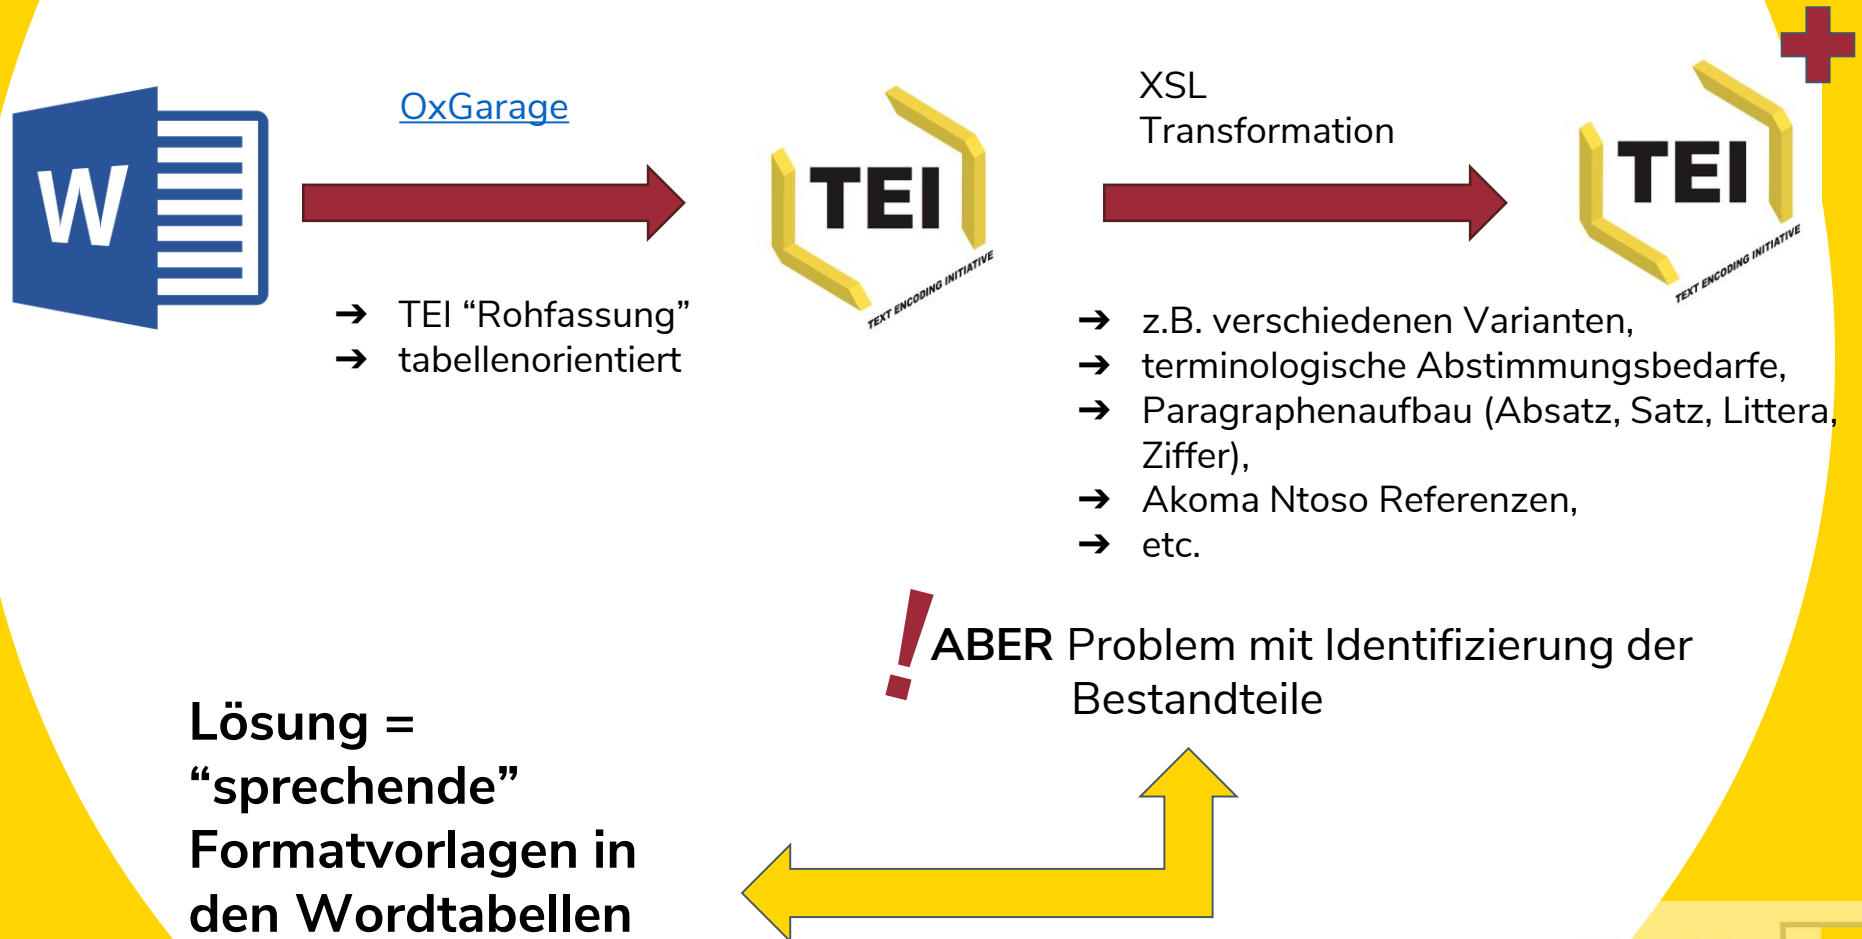 W
OxGarage
➔ TEI “Rohfassung”
➔ tabellenorientiert
TEI
TEXT ENCODING INITIATIVE
XSL
Transformation
TEI
TEXT ENCODING INITIATIVE
➔ z.B. verschiedenen Varianten,
➔ terminologische Abstimmungsbedarfe,
➔ Paragraphenaufbau (Absatz, Satz, Littera,
Ziffer),
➔ Akoma Ntoso Referenzen,
➔ etc.
! ABER Problem mit Identifizierung der
Bestandteile
Lösung =
“sprechende”
Formatvorlagen in
den Wordtabellen